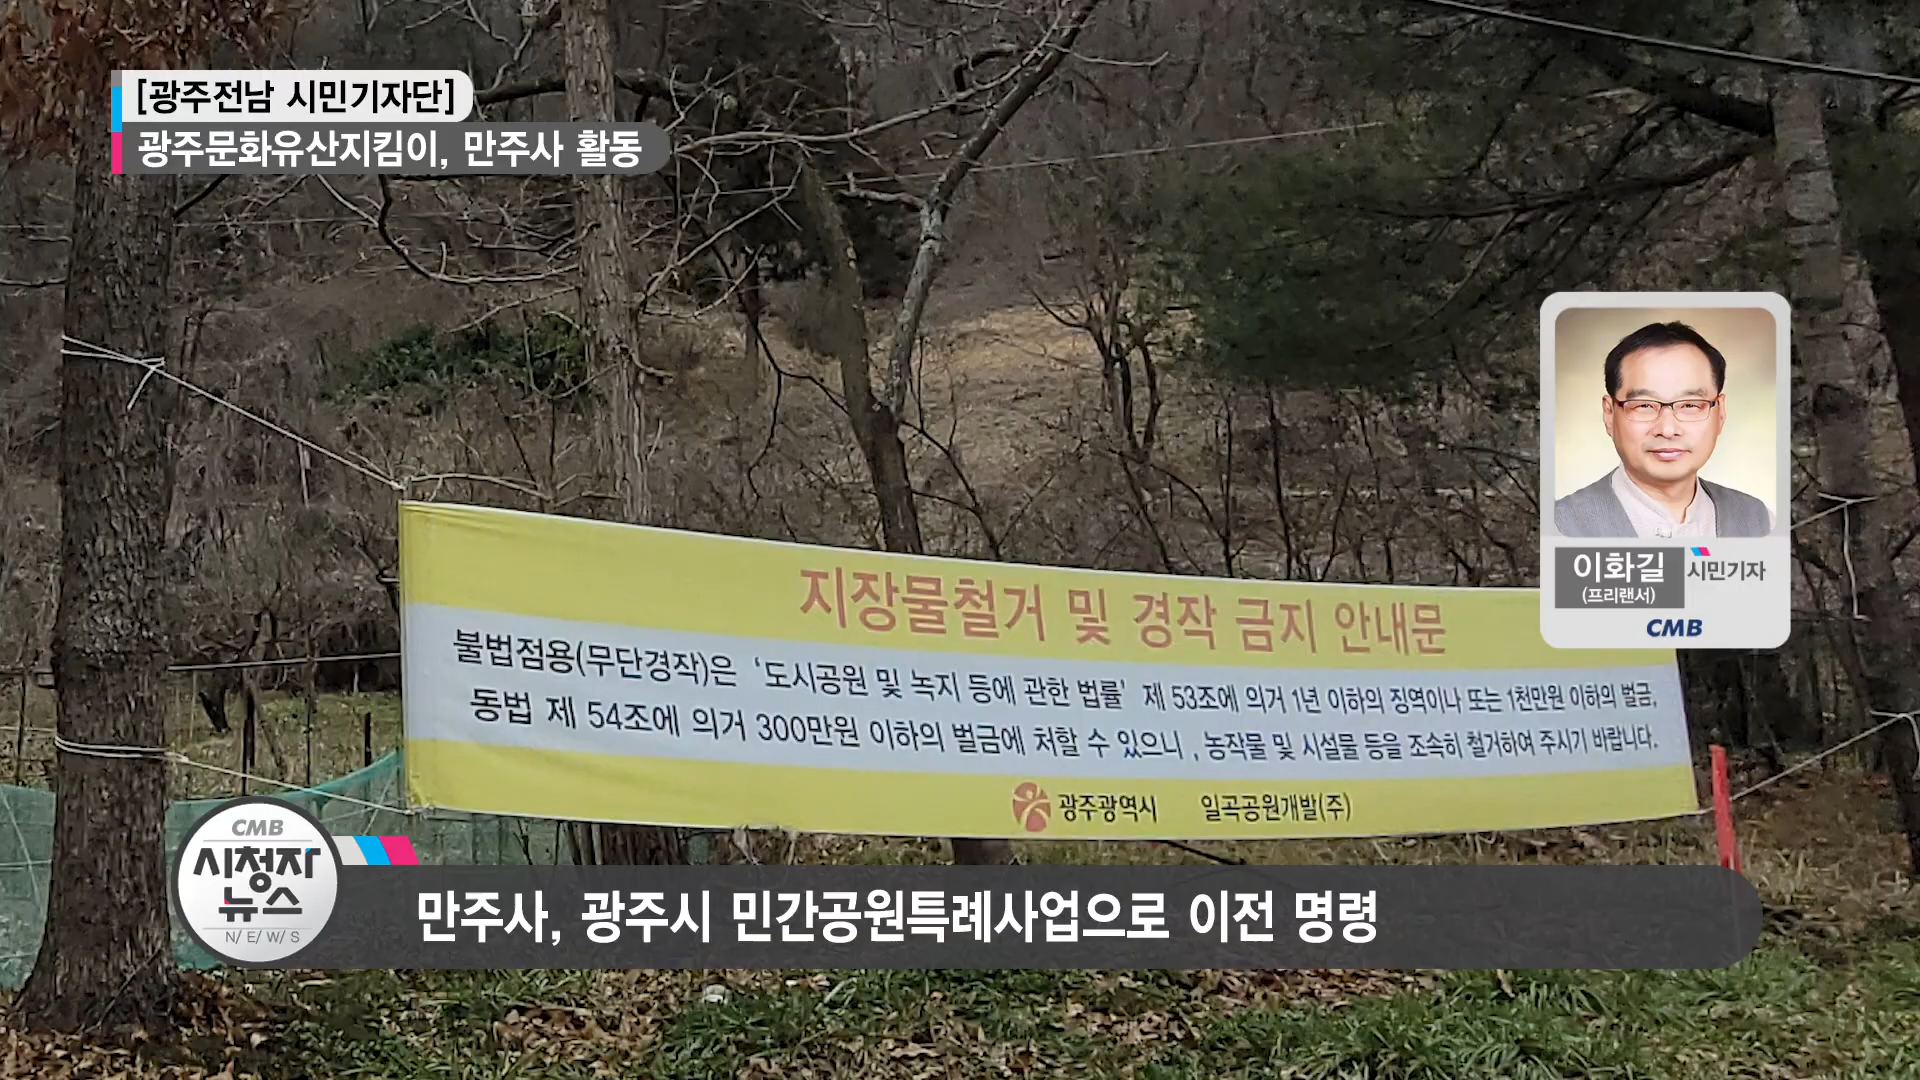 [광주전남 시민기자단]
광주문화유산지킴이, 만주사 활동
이화길
(프리랜서)
시민기자
CMB
지장물철거 및 경작 금지 안내문
불법점용(무단경작)은 '도시공원 및 녹지 등에 관한 법률' 제 53조에 의거 1년 이하의 징역이나 또는 1천만원 이하의 벌금,
동법 제 54조에 의거 300만원 이하의 벌금에 처할 수 있으니 , 농작물 및 시설물 등을 조속히 철거하여 주시기 바랍니다.
광주광역시 일곡공원개발(주)
CMB
시청자
뉴스
N/ E/ W/ S
만주사, 광주시 민간공원특례사업으로 이전 명령